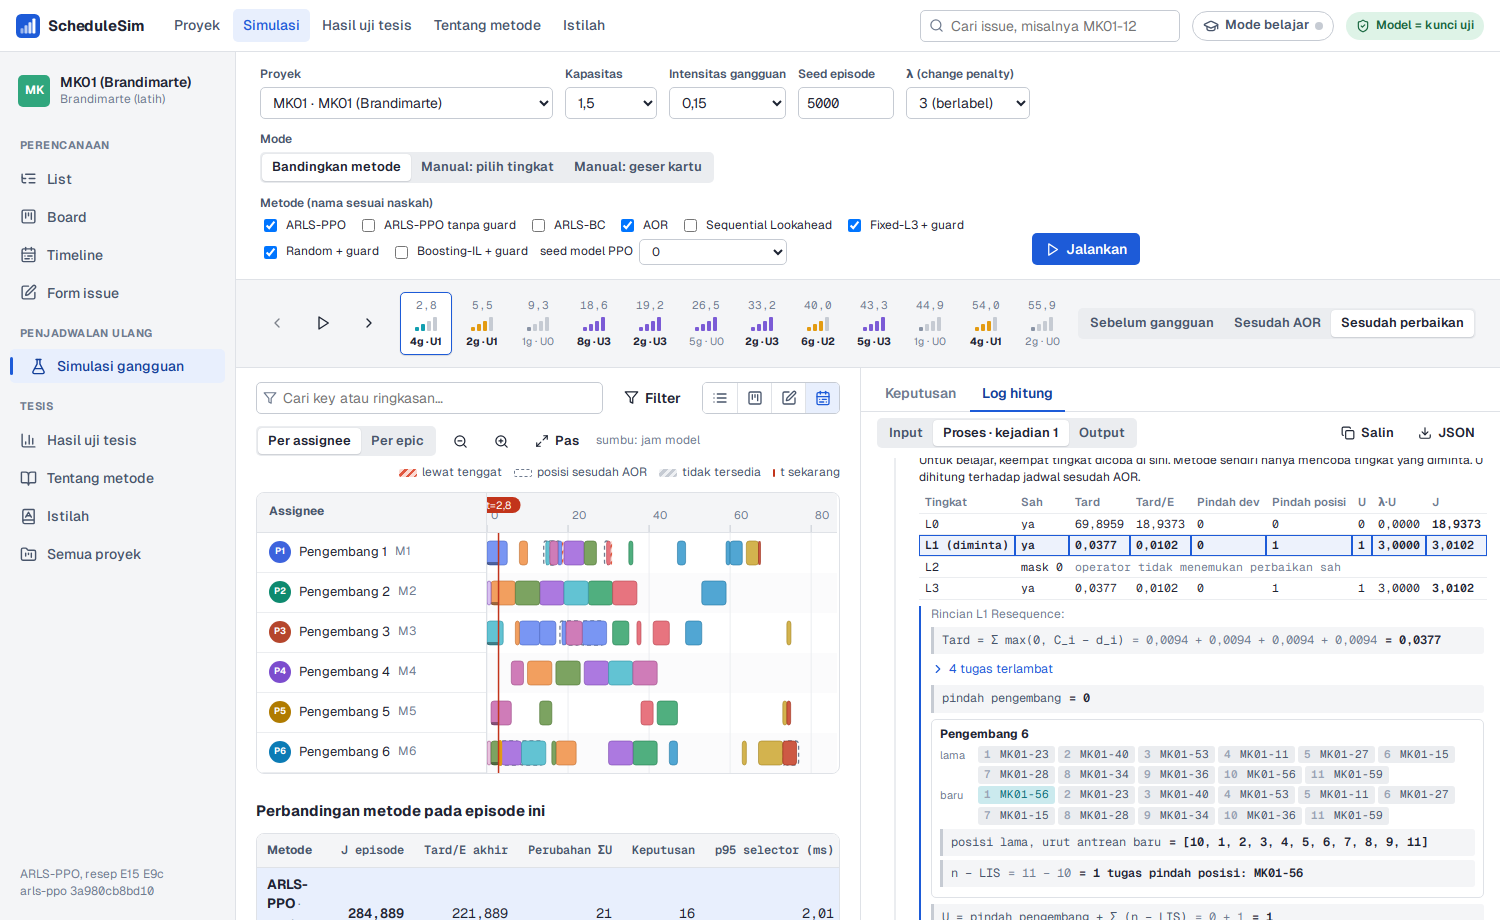 ScheduleSim
Proyek
Simulasi
Hasil uji tesis
Tentang metode
Istilah
Cari issue, misalnya MK01-12
Mode belajar
Model = kunci uji
MK
MK01 (Brandimarte)
Brandimarte (latih)
PERENCANAAN
List
Board
Timeline
Form issue
PENJADWALAN ULANG
Simulasi gangguan
TESIS
Hasil uji tesis
Tentang metode
Istilah
Semua proyek
ARLS-PPO, resep E15 E9c
arls-ppo 3a980cb8bd10
Proyek
Kapasitas
Intensitas gangguan
Seed episode
λ (change penalty)
MK01 · MK01 (Brandimarte)
1,5
0,15
5000
3 (berlabel)
Mode
Bandingkan metode
Manual: pilih tingkat
Manual: geser kartu
Metode (nama sesuai naskah)
ARLS-PPO
ARLS-PPO tanpa guard
ARLS-BC
AOR
Sequential Lookahead
Fixed-L3 + guard
Random + guard
Boosting-IL + guard
seed model PPO
0
Jalankan
2,8
4g·U1
5,5
2g·U1
9,3
1g·U0
18,6
8g·U3
19,2
2g·U3
26,5
5g·U0
33,2
2g·U3
40,0
6g·U2
43,3
5g·U3
44,9
1g·U0
54,0
4g·U1
55,9
2g·U0
Sebelum gangguan
Sesudah AOR
Sesudah perbaikan
Cari key atau ringkasan...
Filter
Per assignee
Per epic
Pas
sumbu: jam model
lewat tenggat
posisi sesudah AOR
tidak tersedia
t sekarang
Assignee
t=2,8
0
20
40
60
80
P1 Pengembang 1 M1
P2 Pengembang 2 M2
P3 Pengembang 3 M3
P4 Pengembang 4 M4
P5 Pengembang 5 M5
P6 Pengembang 6 M6
Perbandingan metode pada episode ini
Metode J episode Tard/E akhir Perubahan ΣU Keputusan p95 selector (ms)
ARLS-
PPO · 284,889 221,889 21 16 2,01
Keputusan
Log hitung
Input
Proses · kejadian 1
Output
Salin
JSON
Untuk belajar, keempat tingkat dicoba di sini. Metode sendiri hanya mencoba tingkat yang diminta. U
dihitung terhadap jadwal sesudah AOR.
Tingkat Sah Tard Tard/E Pindah dev Pindah posisi U λ·U J
L0 ya 69,8959 18,9373 0 0 0 0,0000 18,9373
L1 (diminta) ya 0,0377 0,0102 0 1 1 3,0000 3,0102
L2 mask 0 operator tidak menemukan perbaikan sah
L3 ya 0,0377 0,0102 0 1 1 3,0000 3,0102
Rincian L1 Resequence:
Tard = Σ max(0, C_i − d_i) = 0,0094 + 0,0094 + 0,0094 + 0,0094 = 0,0377
4 tugas terlambat
pindah pengembang = 0
Pengembang 6
lama 1 MK01-23 2 MK01-40 3 MK01-53 4 MK01-11 5 MK01-27 6 MK01-15
7 MK01-28 8 MK01-34 9 MK01-36 10 MK01-56 11 MK01-59
baru 1 MK01-56 2 MK01-23 3 MK01-40 4 MK01-53 5 MK01-11 6 MK01-27
7 MK01-15 8 MK01-28 9 MK01-34 10 MK01-36 11 MK01-59
posisi lama, urut antrean baru = [10, 1, 2, 3, 4, 5, 6, 7, 8, 9, 11]
n − LIS = 11 − 10 = 1 tugas pindah posisi: MK01-56
U = pindah pengembang + Σ (n − LIS) = 0 + 1 = 1